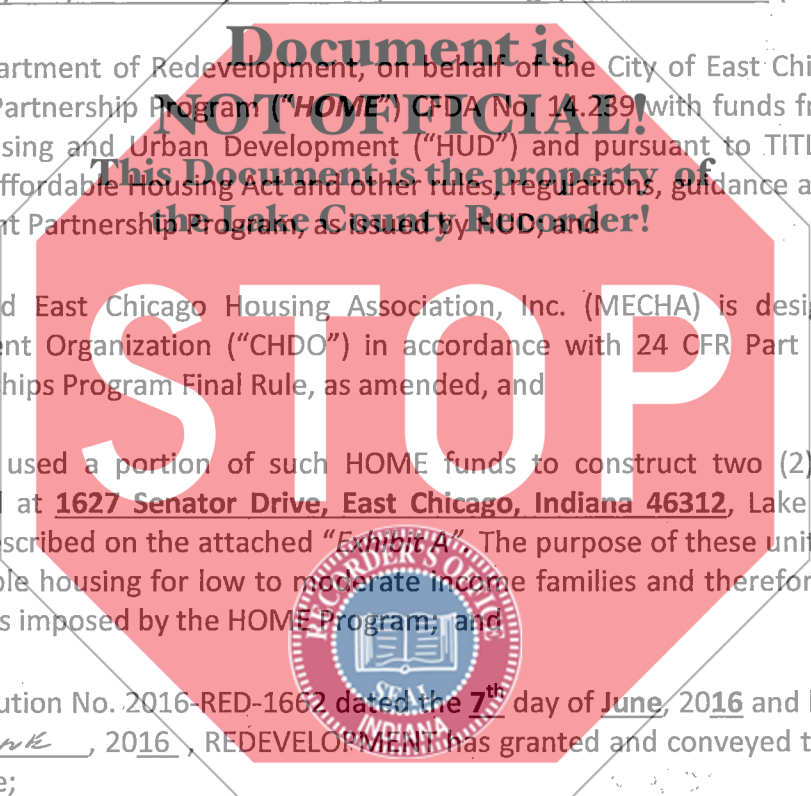 Document is
artment of Redevelopment, on behalf of the City of East Chi
NOT OFFICIAL!
Partnership Program ("HOME") CFDA No. 14.239 with funds f
sing and Urban Development ("HUD") and pursuant to TITL
This Document is the property of
ffordable Housing Act and other rules, regulations, guidance a
the Lake County Recorder!
t Partnership Program, as issued by HUD; and
d East Chicago Housing Association, Inc. (MECHA) is desig
nt Organization ("CHDO") in accordance with 24 CFR Part
hips Program Final Rule, as amended, and
STOP
used a portion of such HOME funds to construct two (2)
at 1627 Senator Drive, East Chicago, Indiana 46312, Lake
scribed on the attached "Exhibit A". The purpose of these unit
ole housing for low to moderate income families and therefor
s imposed by the HOME Program; and
RECORDER'S OFFICE
SEAL
INDIANA
ution No. 2016-RED-1662 dated the 7th day of June, 2016 and
, 2016 , REDEVELOPMENT has granted and conveyed t
e;